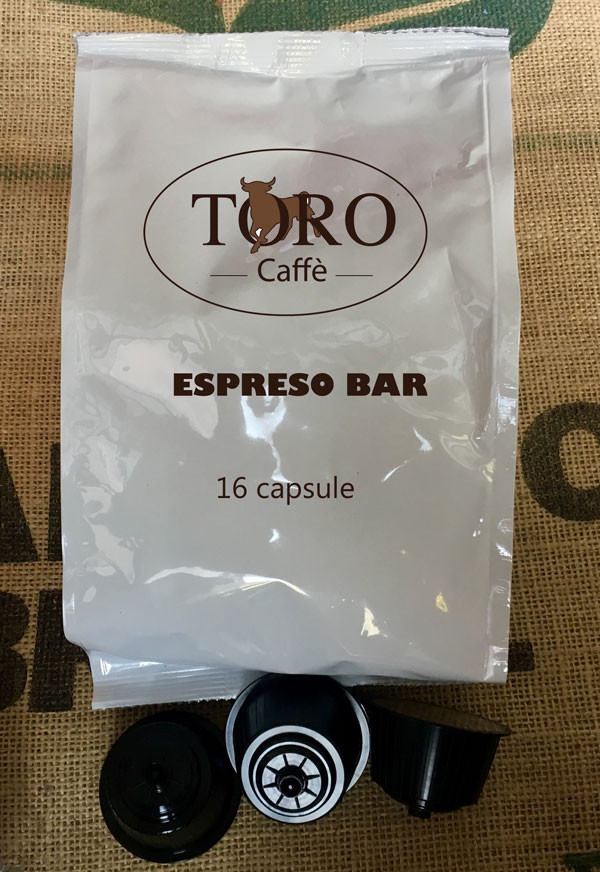 TORO
Caffè
ESPRESO BAR
16 capsule